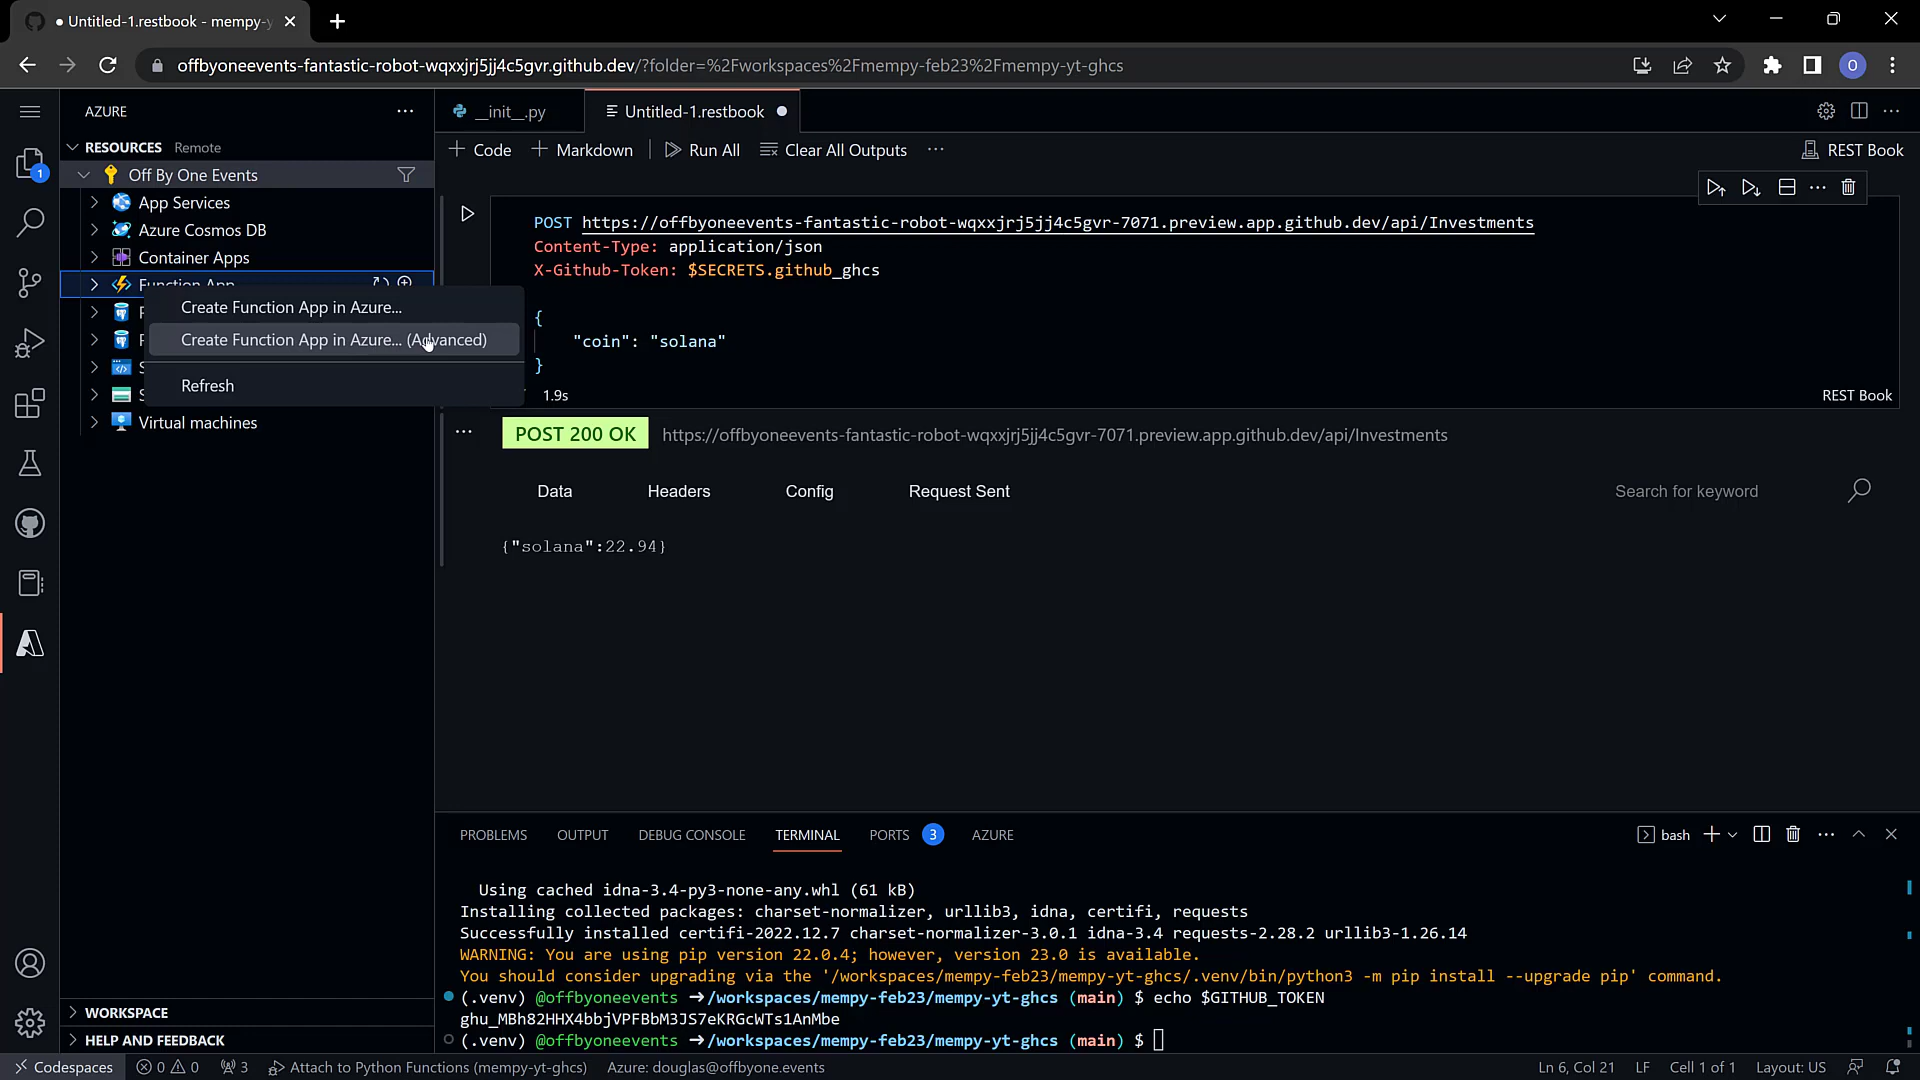 Untitled-1.restbook - mempy-y
offbyoneevents-fantastic-robot-wqxxjrj5jj4c5gvr.github.dev/?folder=%2Fworkspaces%2Fmempy-feb23%2Fmempy-yt-ghcs
O
AZURE
__init__.py
Untitled-1.restbook
RESOURCES Remote
Code
Markdown
Run All
Clear All Outputs
REST Book
1
Off By One Events
App Services
Azure Cosmos DB
Container Apps
Function App
Create Function App in Azure...
Create Function App in Azure... (Advanced)
Refresh
Virtual machines
POST https://offbyoneevents-fantastic-robot-wqxxjrj5jj4c5gvr-7071.preview.app.github.dev/api/Investments
Content-Type: application/json
X-Github-Token: $SECRETS.github_ghcs
{
"coin": "solana"
}
1.9s
REST Book
POST 200 OK
https://offbyoneevents-fantastic-robot-wqxxjrj5jj4c5gvr-7071.preview.app.github.dev/api/Investments
Data
Headers
Config
Request Sent
Search for keyword
{"solana":22.94}
PROBLEMS
OUTPUT
DEBUG CONSOLE
TERMINAL
PORTS 3
AZURE
bash
Using cached idna-3.4-py3-none-any.whl (61 kB)
Installing collected packages: charset-normalizer, urllib3, idna, certifi, requests
Successfully installed certifi-2022.12.7 charset-normalizer-3.0.1 idna-3.4 requests-2.28.2 urllib3-1.26.14
WARNING: You are using pip version 22.0.4; however, version 23.0 is available.
You should consider upgrading via the '/workspaces/mempy-feb23/mempy-yt-ghcs/.venv/bin/python3 -m pip install --upgrade pip' command.
(.venv) @offbyoneevents ➜/workspaces/mempy-feb23/mempy-yt-ghcs (main) $ echo $GITHUB_TOKEN
ghu_MBh82HHX4bbjVPFBbM3JS7eKRGcWTs1AnMbe
(.venv) @offbyoneevents ➜/workspaces/mempy-feb23/mempy-yt-ghcs (main) $
WORKSPACE
HELP AND FEEDBACK
Codespaces
0
0
3
Attach to Python Functions (mempy-yt-ghcs)
Azure: douglas@offbyone.events
Ln 6, Col 21
LF
Cell 1 of 1
Layout: US